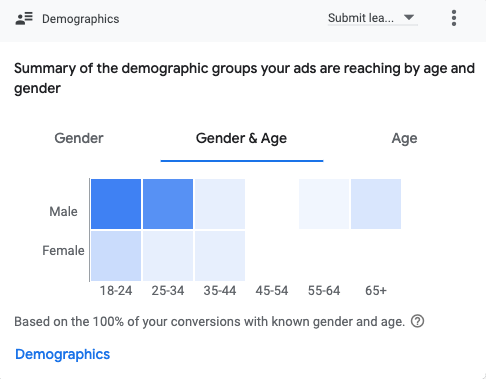 Demographics
Submit lea...
Summary of the demographic groups your ads are reaching by age and
gender
Gender
Gender & Age
Age
Male
Female
18-24 25-34 35-44 45-54 55-64 65+
Based on the 100% of your conversions with known gender and age.
Demographics